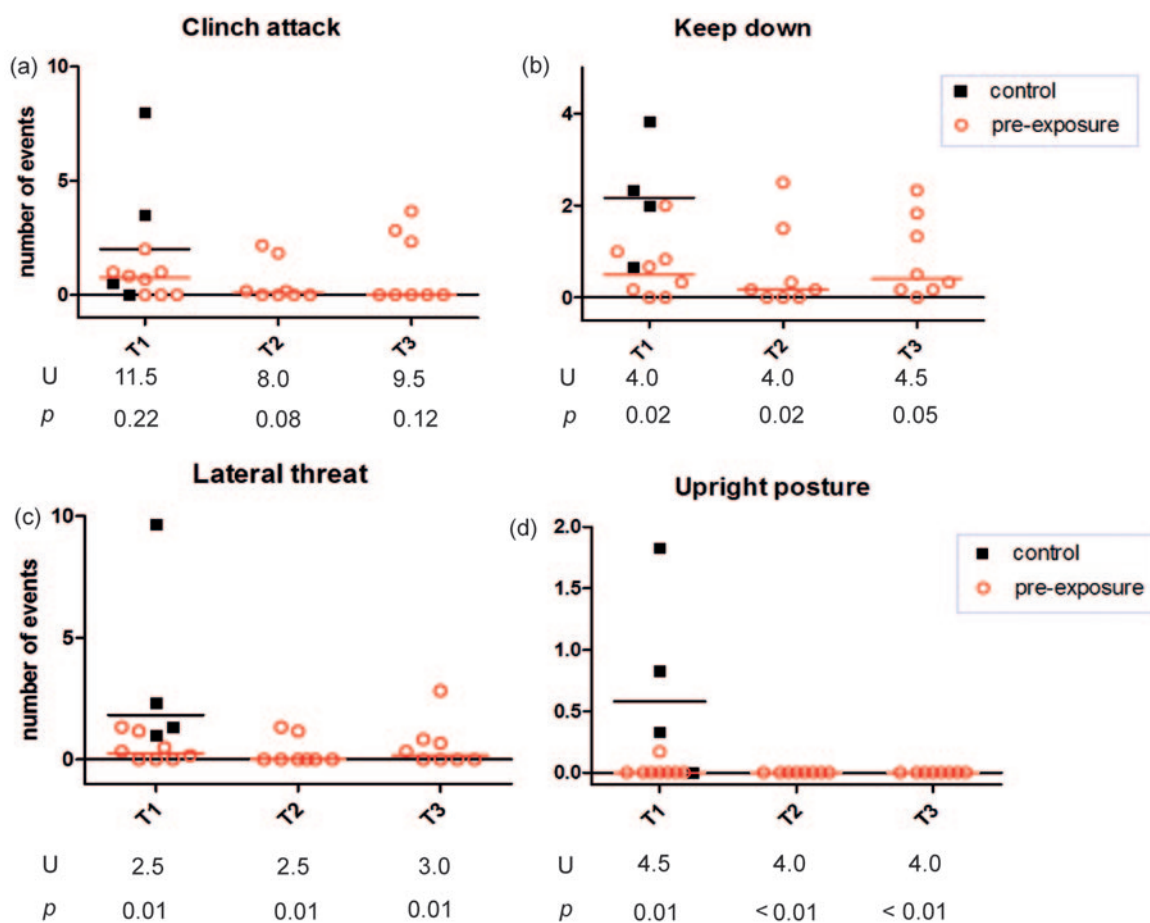 Clinch attack
(a)
10
5
0
number of events
T1 T2 T3
U 11.5 8.0 9.5
p 0.22 0.08 0.12
Keep down
(b)
4
2
0
control
pre-exposure
T1 T2 T3
U 4.0 4.0 4.5
p 0.02 0.02 0.05
Lateral threat
(c)
10
5
0
number of events
T1 T2 T3
U 2.5 2.5 3.0
p 0.01 0.01 0.01
Upright posture
(d)
2.0
1.5
1.0
0.5
0.0
control
pre-exposure
T1 T2 T3
U 4.5 4.0 4.0
p 0.01 < 0.01 < 0.01